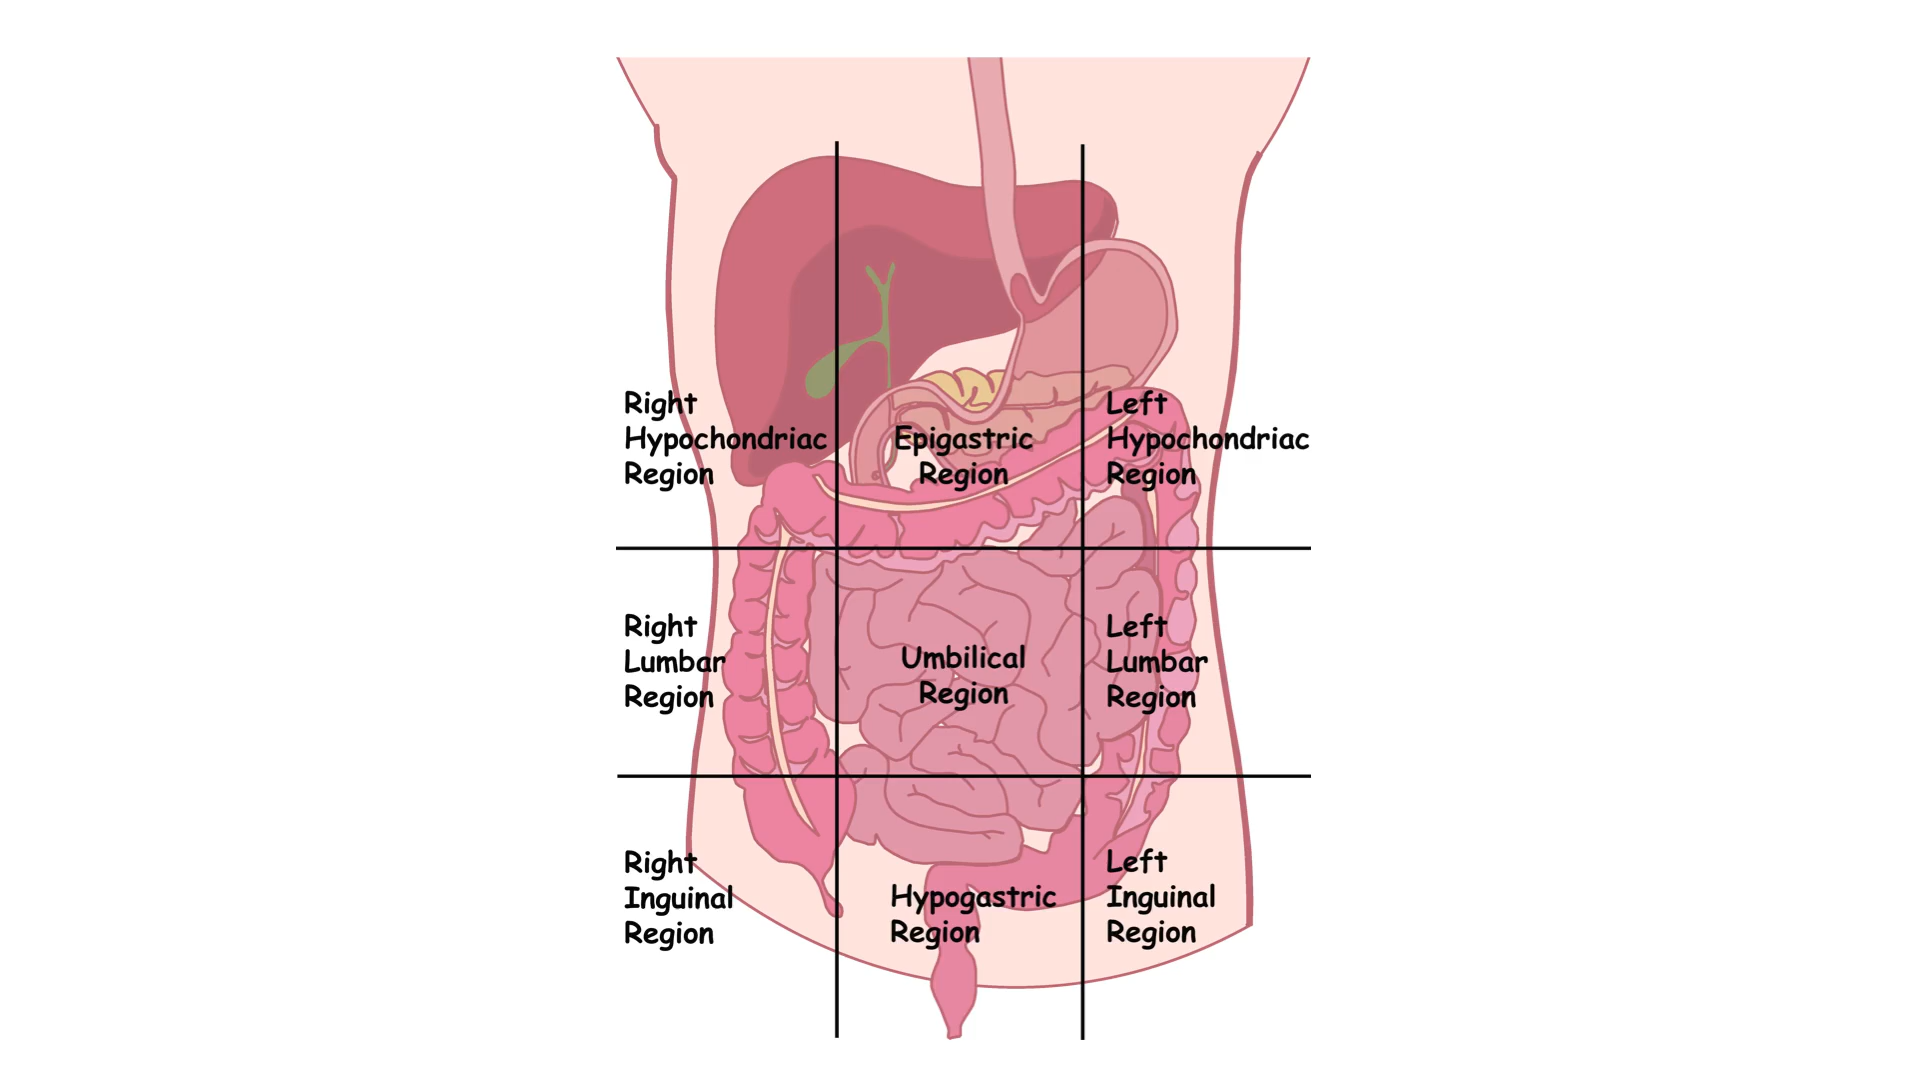 Right
Hypochondriac
Region
Epigastric
Region
Left
Hypochondriac
Region
Right
Lumbar
Region
Umbilical
Region
Left
Lumbar
Region
Right
Inguinal
Region
Hypogastric
Region
Left
Inguinal
Region